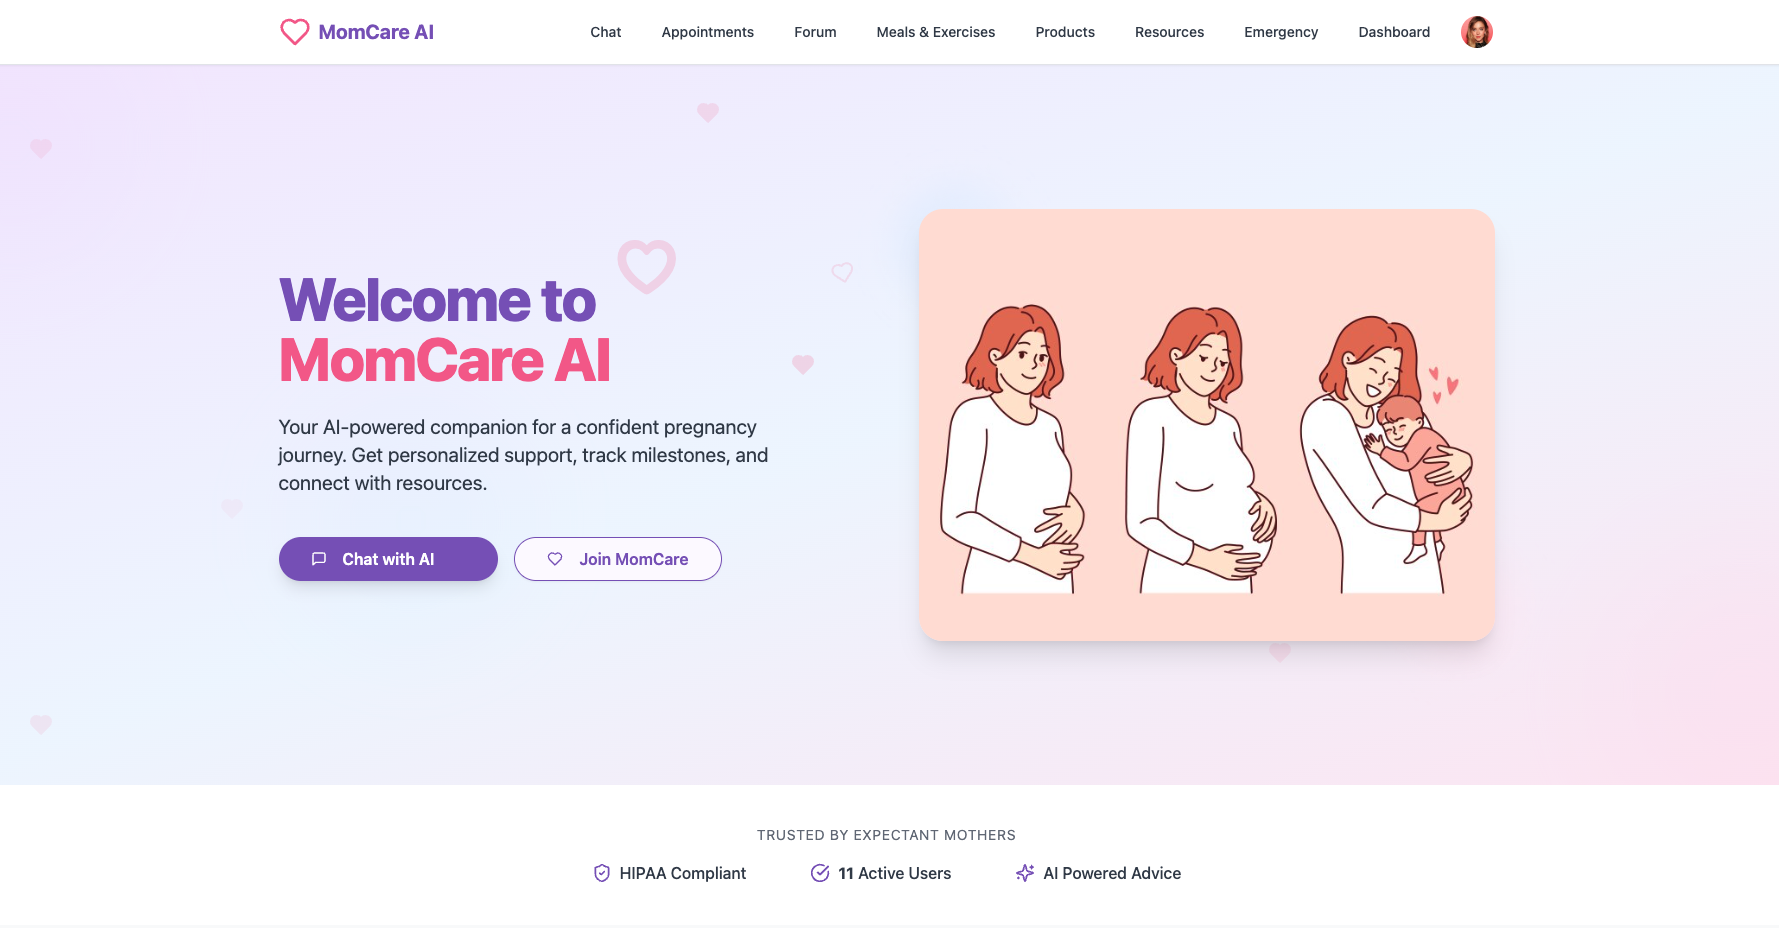 MomCare AI
Chat
Appointments
Forum
Meals & Exercises
Products
Resources
Emergency
Dashboard
Welcome to
MomCare AI
Your AI-powered companion for a confident pregnancy
journey. Get personalized support, track milestones, and
connect with resources.
Chat with AI
Join MomCare
TRUSTED BY EXPECTANT MOTHERS
HIPAA Compliant
11 Active Users
AI Powered Advice